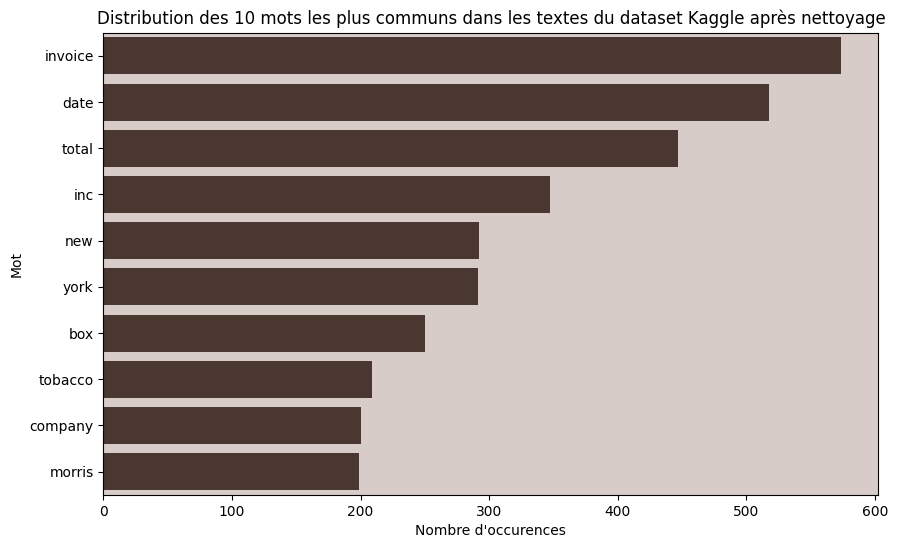 Distribution des 10 mots les plus communs dans les textes du dataset Kaggle après nettoyage
Mot
invoice
date
total
inc
new
york
box
tobacco
company
morris
0 100 200 300 400 500 600
Nombre d'occurences